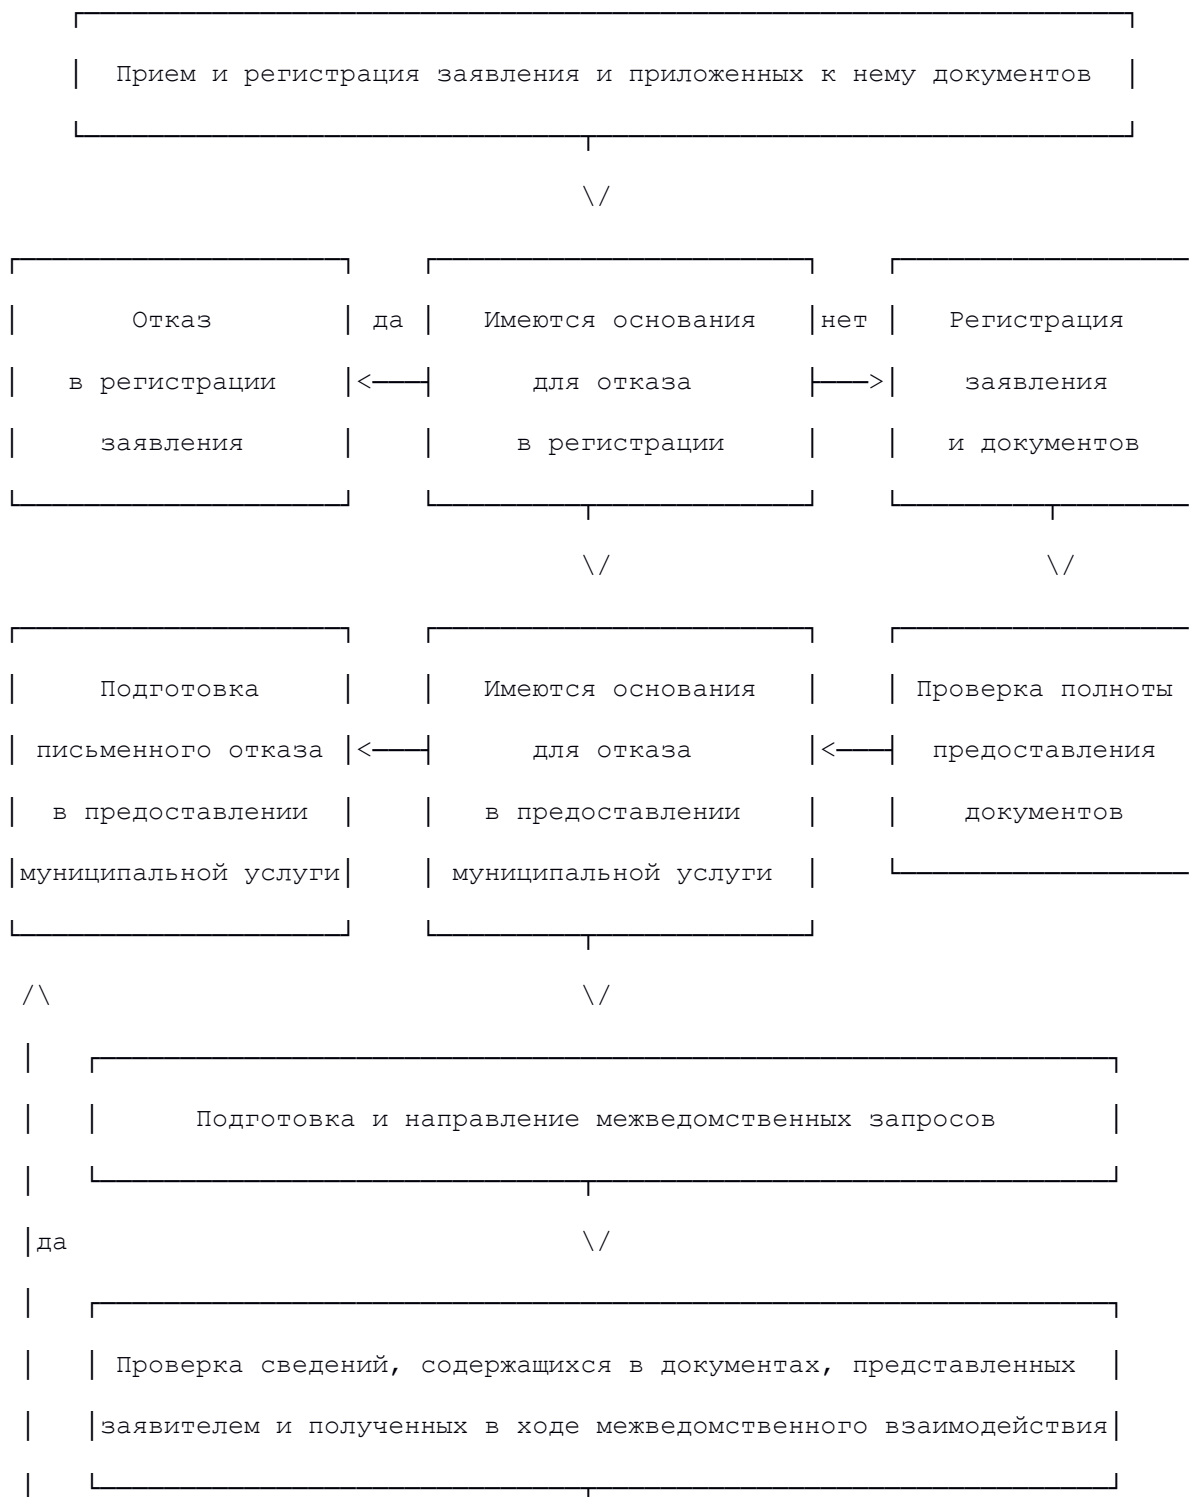 Прием и регистрация заявления и приложенных к нему документов
Отказ да Имеются основания нет Регистрация
в регистрации для отказа заявления
заявления в регистрации и документов
Подготовка Имеются основания Проверка полноты
письменного отказа для отказа предоставления
в предоставлении в предоставлении документов
муниципальной услуги муниципальной услуги
Подготовка и направление межведомственных запросов
да
Проверка сведений, содержащихся в документах, представленных
заявителем и полученных в ходе межведомственного взаимодействия